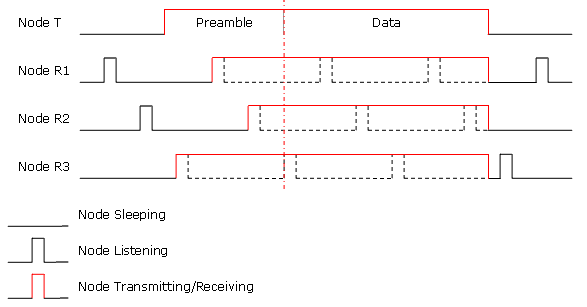 Node T
Preamble
Data
Node R1
Node R2
Node R3
Node Sleeping
Node Listening
Node Transmitting/Receiving